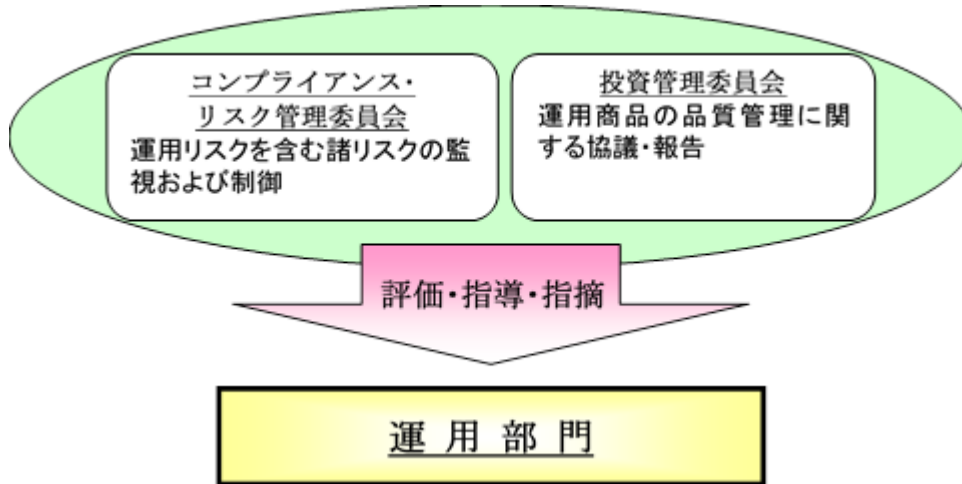 コンプライアンス・
リスク管理委員会
運用リスクを含む諸リスクの監
視および制御
投資管理委員会
運用商品の品質管理に関
する協議・報告
評価・指導・指摘
運用部門